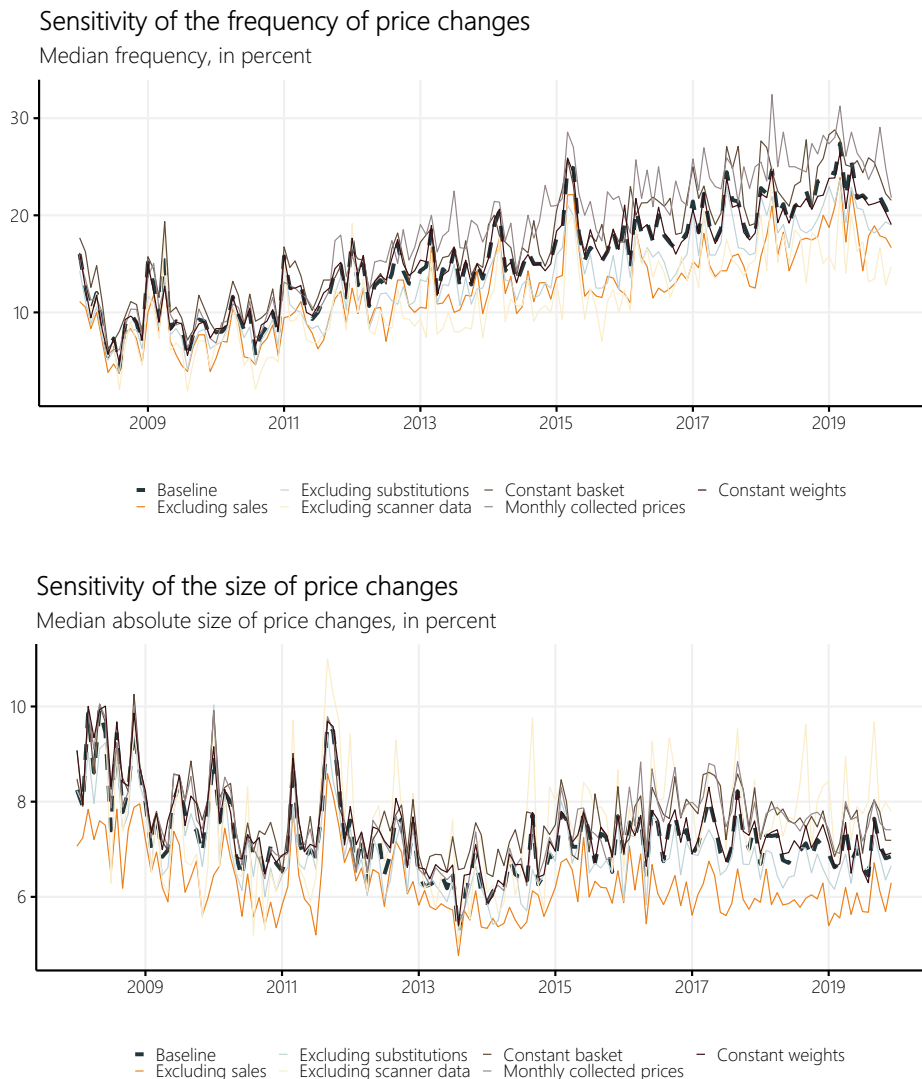 Sensitivity of the frequency of price changes
Median frequency, in percent
30
20
10
2009 2011 2013 2015 2017 2019
Baseline Excluding substitutions Constant basket Constant weights
Excluding sales Excluding scanner data Monthly collected prices
Sensitivity of the size of price changes
Median absolute size of price changes, in percent
10
8
6
2009 2011 2013 2015 2017 2019
Baseline Excluding substitutions Constant basket Constant weights
Excluding sales Excluding scanner data Monthly collected prices